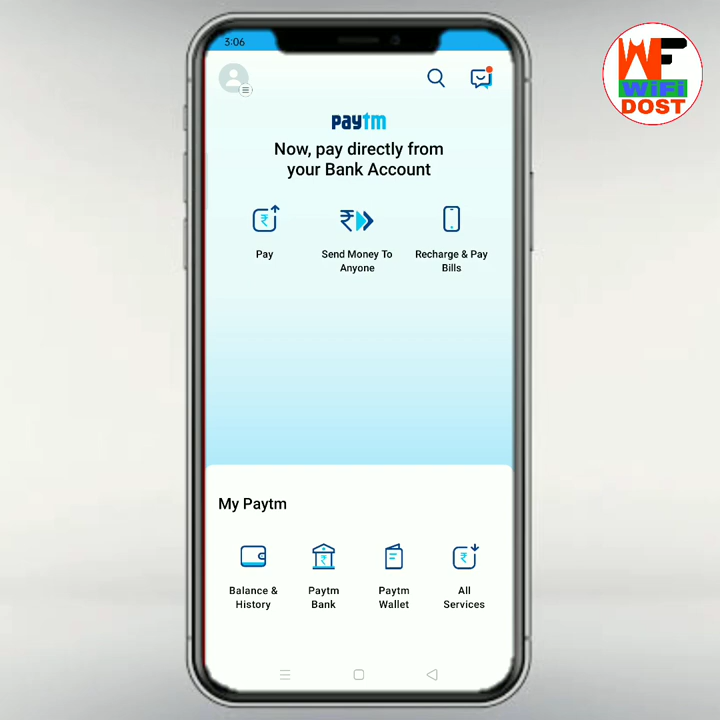 3:06
WF
WiFi
DOST
paytm
Now, pay directly from
your Bank Account
Pay
Send Money To
Anyone
Recharge & Pay
Bills
My Paytm
Balance &
History
Paytm
Bank
Paytm
Wallet
All
Services